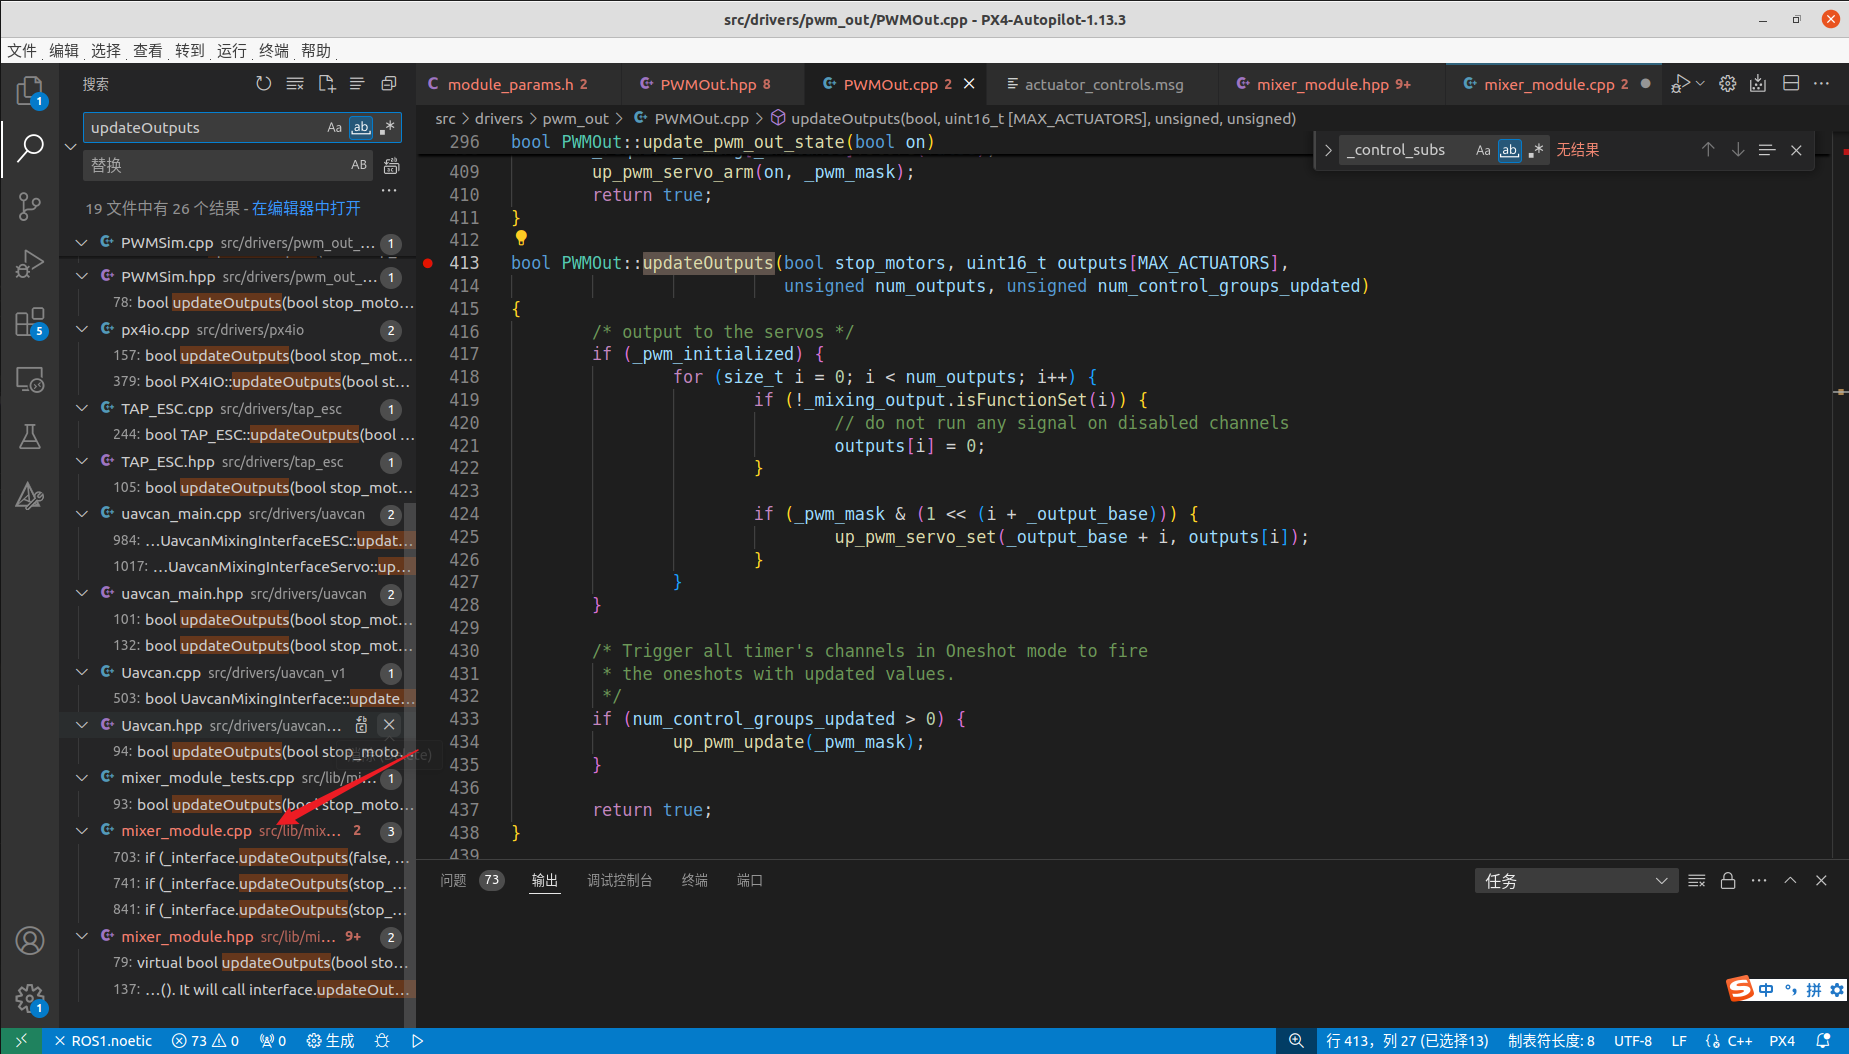 src/drivers/pwm_out/PWMOut.cpp - PX4-Autopilot-1.13.3
文件 编辑 选择 查看 转到 运行 终端 帮助
搜索
module_params.h 2
PWMOut.hpp 8
PWMOut.cpp 2
actuator_controls.msg
mixer_module.hpp 9+
mixer_module.cpp 2
updateOutputs
Aa ab
替换
AB
19 文件中有 26 个结果 - 在编辑器中打开
PWMSim.cpp src/drivers/pwm_out_... 1
PWMSim.hpp src/drivers/pwm_out_... 1
78: bool updateOutputs(bool stop_moto...
px4io.cpp src/drivers/px4io 2
157: bool updateOutputs(bool stop_mot...
379: bool PX4IO::updateOutputs(bool st...
TAP_ESC.cpp src/drivers/tap_esc 1
244: bool TAP_ESC::updateOutputs(bool ...
TAP_ESC.hpp src/drivers/tap_esc 1
105: bool updateOutputs(bool stop_mot...
uavcan_main.cpp src/drivers/uavcan 2
984: ...UavcanMixingInterfaceESC::updat...
1017: ...UavcanMixingInterfaceServo::up...
uavcan_main.hpp src/drivers/uavcan 2
101: bool updateOutputs(bool stop_mot...
132: bool updateOutputs(bool stop_mot...
Uavcan.cpp src/drivers/uavcan_v1 1
503: bool UavcanMixingInterface::update...
Uavcan.hpp src/drivers/uavcan...
94: bool updateOutputs(bool stop_moto...
mixer_module_tests.cpp src/lib/mi... 1
93: bool updateOutputs(bool stop_moto...
mixer_module.cpp src/lib/mix... 2 3
703: if (_interface.updateOutputs(false, ...
741: if (_interface.updateOutputs(stop_...
841: if (_interface.updateOutputs(stop_...
mixer_module.hpp src/lib/mi... 9+ 2
79: virtual bool updateOutputs(bool sto...
137: ...(). It will call interface.updateOut...
src > drivers > pwm_out > PWMOut.cpp > updateOutputs(bool, uint16_t [MAX_ACTUATORS], unsigned, unsigned)
_control_subs Aa ab 无结果
296 bool PWMOut::update_pwm_out_state(bool on)
409 up_pwm_servo_arm(on, _pwm_mask);
410 return true;
411 }
412
413 bool PWMOut::updateOutputs(bool stop_motors, uint16_t outputs[MAX_ACTUATORS],
414 unsigned num_outputs, unsigned num_control_groups_updated)
415 {
416 /* output to the servos */
417 if (_pwm_initialized) {
418 for (size_t i = 0; i < num_outputs; i++) {
419 if (!_mixing_output.isFunctionSet(i)) {
420 // do not run any signal on disabled channels
421 outputs[i] = 0;
422 }
423
424 if (_pwm_mask & (1 << (i + _output_base))) {
425 up_pwm_servo_set(_output_base + i, outputs[i]);
426 }
427 }
428 }
429
430 /* Trigger all timer's channels in Oneshot mode to fire
431 * the oneshots with updated values.
432 */
433 if (num_control_groups_updated > 0) {
434 up_pwm_update(_pwm_mask);
435 }
436
437 return true;
438 }
439
问题 73 输出 调试控制台 终端 端口
任务
中 拼
ROS1.noetic 73 0 0 生成
行 413，列 27 (已选择13) 制表符长度: 8 UTF-8 LF C++ PX4
1
5
1